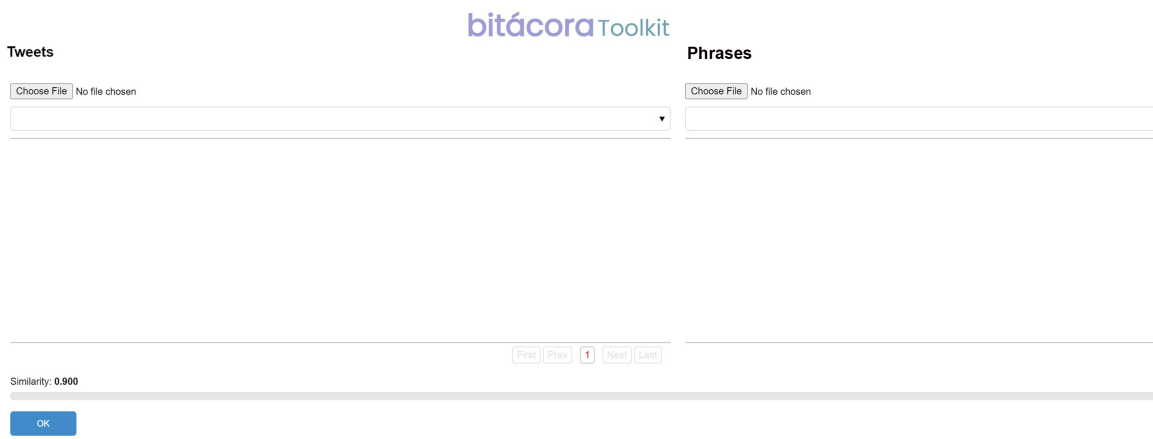 bitácora Toolkit
Tweets
Phrases
Choose File No file chosen
Choose File No file chosen
First Prev 1 Next Last
Similarity: 0.900
OK